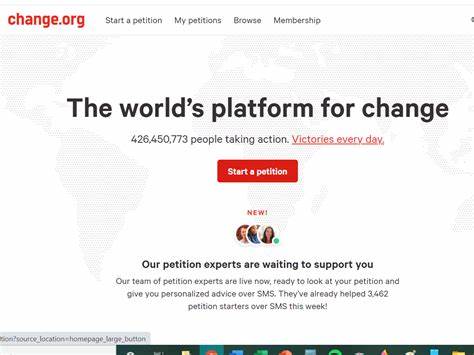 change.org Start a petition My petitions Browse Membership
The world's platform for change
426,450,773 people taking action. Victories every day.
Start a petition
NEW!
Our petition experts are waiting to support you
Our team of petition experts are live now, ready to look at your petition and
give you personalized advice over SMS. They've already helped 3,462
petition starters over SMS this week!
tition?source_location=homepage_large_button